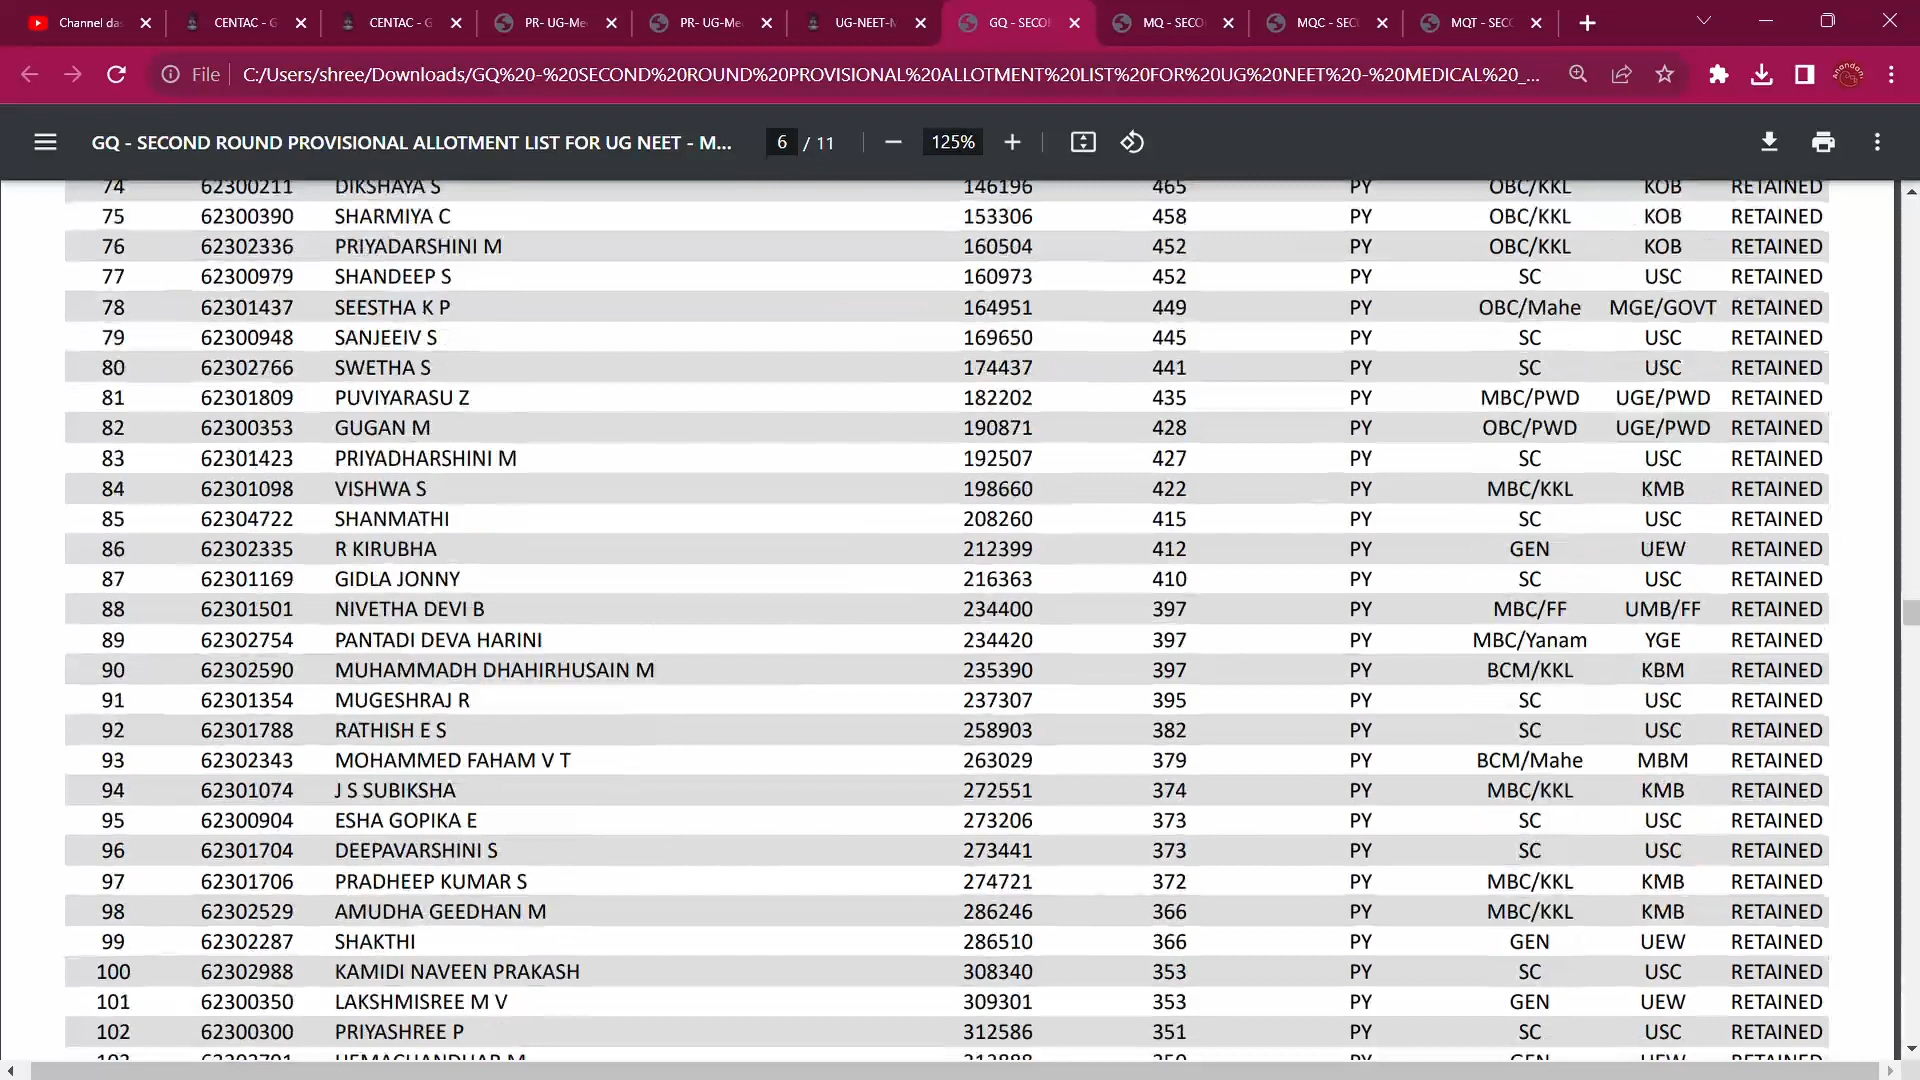 Channel da
CENTAC - G
CENTAC - G
PR- UG-Me
PR- UG-Me
UG-NEET-M
GQ - SECO
MQ - SECO
MQC - SEC
MQT - SEC
File
C:/Users/shree/Downloads/GQ%20-%20SECOND%20ROUND%20PROVISIONAL%20ALLOTMENT%20LIST%20FOR%20UG%20NEET%20-%20MEDICAL%20_...
GQ - SECOND ROUND PROVISIONAL ALLOTMENT LIST FOR UG NEET - M...
6 / 11
125%
74 62300211 DIKSHAYA S 146196 465 PY OBC/KKL KOB RETAINED
75 62300390 SHARMIYA C 153306 458 PY OBC/KKL KOB RETAINED
76 62302336 PRIYADARSHINI M 160504 452 PY OBC/KKL KOB RETAINED
77 62300979 SHANDEEP S 160973 452 PY SC USC RETAINED
78 62301437 SEESTHA K P 164951 449 PY OBC/Mahe MGE/GOVT RETAINED
79 62300948 SANJEEIV S 169650 445 PY SC USC RETAINED
80 62302766 SWETHA S 174437 441 PY SC USC RETAINED
81 62301809 PUVIYARASU Z 182202 435 PY MBC/PWD UGE/PWD RETAINED
82 62300353 GUGAN M 190871 428 PY OBC/PWD UGE/PWD RETAINED
83 62301423 PRIYADHARSHINI M 192507 427 PY SC USC RETAINED
84 62301098 VISHWA S 198660 422 PY MBC/KKL KMB RETAINED
85 62304722 SHANMATHI 208260 415 PY SC USC RETAINED
86 62302335 R KIRUBHA 212399 412 PY GEN UEW RETAINED
87 62301169 GIDLA JONNY 216363 410 PY SC USC RETAINED
88 62301501 NIVETHA DEVI B 234400 397 PY MBC/FF UMB/FF RETAINED
89 62302754 PANTADI DEVA HARINI 234420 397 PY MBC/Yanam YGE RETAINED
90 62302590 MUHAMMADH DHAHIRHUSAIN M 235390 397 PY BCM/KKL KBM RETAINED
91 62301354 MUGESHRAJ R 237307 395 PY SC USC RETAINED
92 62301788 RATHISH E S 258903 382 PY SC USC RETAINED
93 62302343 MOHAMMED FAHAM V T 263029 379 PY BCM/Mahe MBM RETAINED
94 62301074 J S SUBIKSHA 272551 374 PY MBC/KKL KMB RETAINED
95 62300904 ESHA GOPIKA E 273206 373 PY SC USC RETAINED
96 62301704 DEEPAVARSHINI S 273441 373 PY SC USC RETAINED
97 62301706 PRADHEEP KUMAR S 274721 372 PY MBC/KKL KMB RETAINED
98 62302529 AMUDHA GEEDHAN M 286246 366 PY MBC/KKL KMB RETAINED
99 62302287 SHAKTHI 286510 366 PY GEN UEW RETAINED
100 62302988 KAMIDI NAVEEN PRAKASH 308340 353 PY SC USC RETAINED
101 62300350 LAKSHMISREE M V 309301 353 PY GEN UEW RETAINED
102 62300300 PRIYASHREE P 312586 351 PY SC USC RETAINED